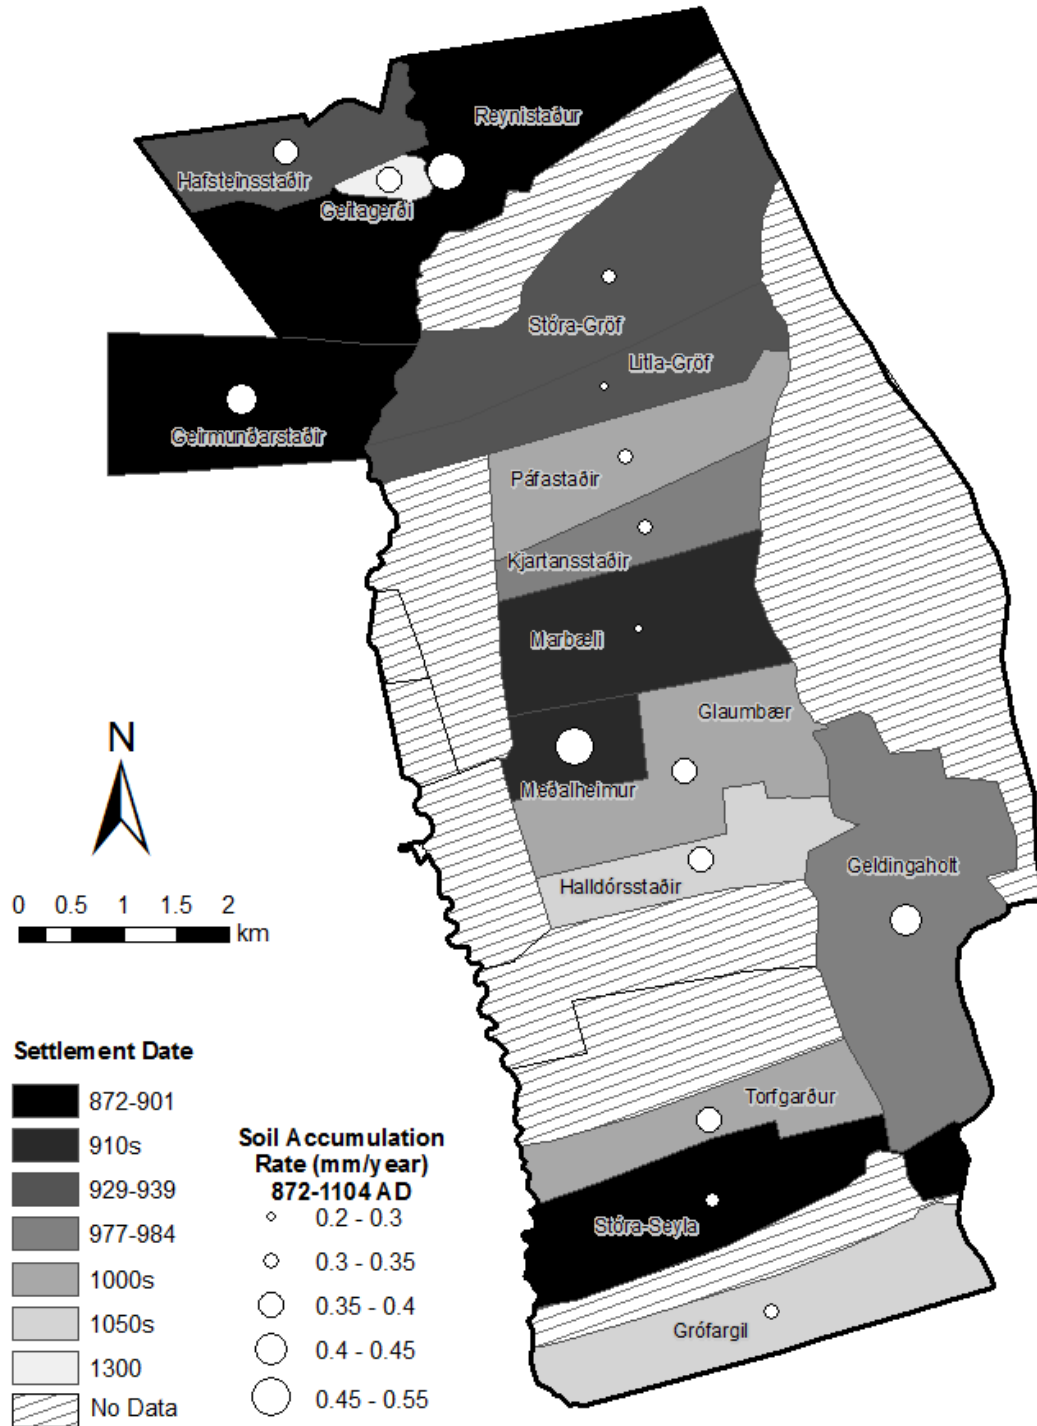 Reynistaður
Hafsteinsstaðir
Geitagerði
Stóra-Gröf
Litla-Gröf
Geirmundarstaðir
Páfastaðir
Kjartansstaðir
Marbæli
Glaumbær
Meðalheimur
Halldórsstaðir
Geldingaholt
Torfgarður
Stóra-Seyla
Grófargil
N
0 0.5 1 1.5 2
km
Settlement Date
872-901
910s
929-939
977-984
1000s
1050s
1300
No Data
Soil Accumulation
Rate (mm/year)
872-1104 AD
0.2 - 0.3
0.3 - 0.35
0.35 - 0.4
0.4 - 0.45
0.45 - 0.55